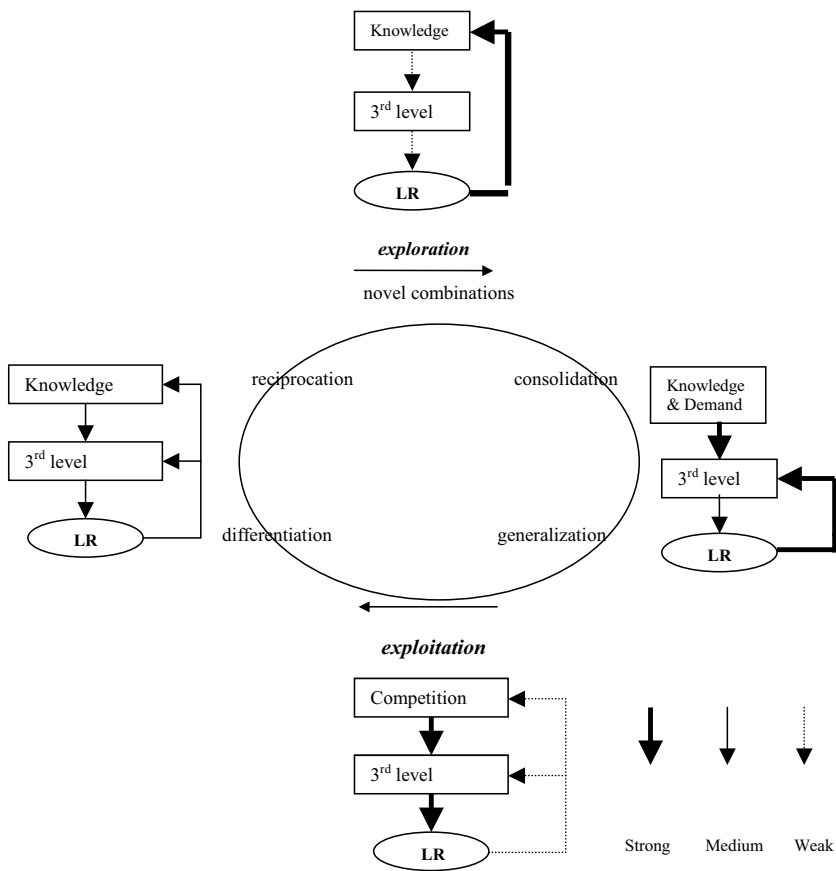 Knowledge
3rd level
LR
exploration
novel combinations
reciprocation
consolidation
Knowledge
3rd level
LR
Knowledge
& Demand
3rd level
LR
differentiation
generalization
exploitation
Competition
3rd level
LR
Strong Medium Weak